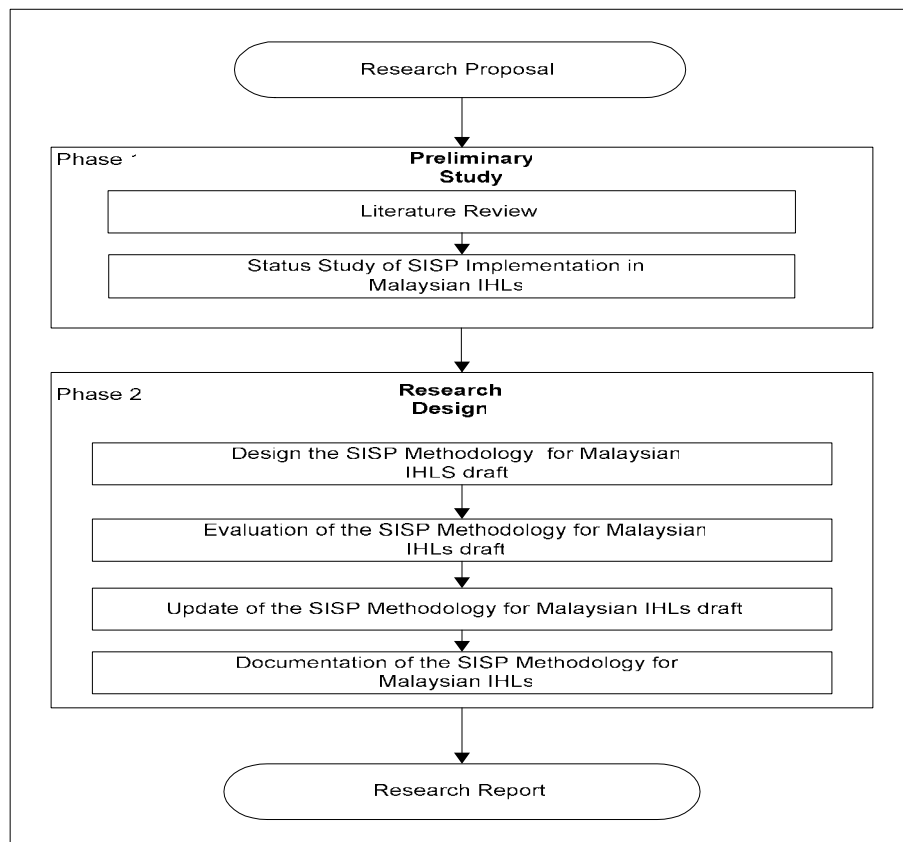 Research Proposal
Phase
Preliminary
Study
Literature Review
Status Study of SISP Implementation in
Malaysian IHLs
Phase 2
Research
Design
Design the SISP Methodology for Malaysian
IHLS draft
Evaluation of the SISP Methodology for Malaysian
IHLs draft
Update of the SISP Methodology for Malaysian IHLs draft
Documentation of the SISP Methodology for
Malaysian IHLs
Research Report